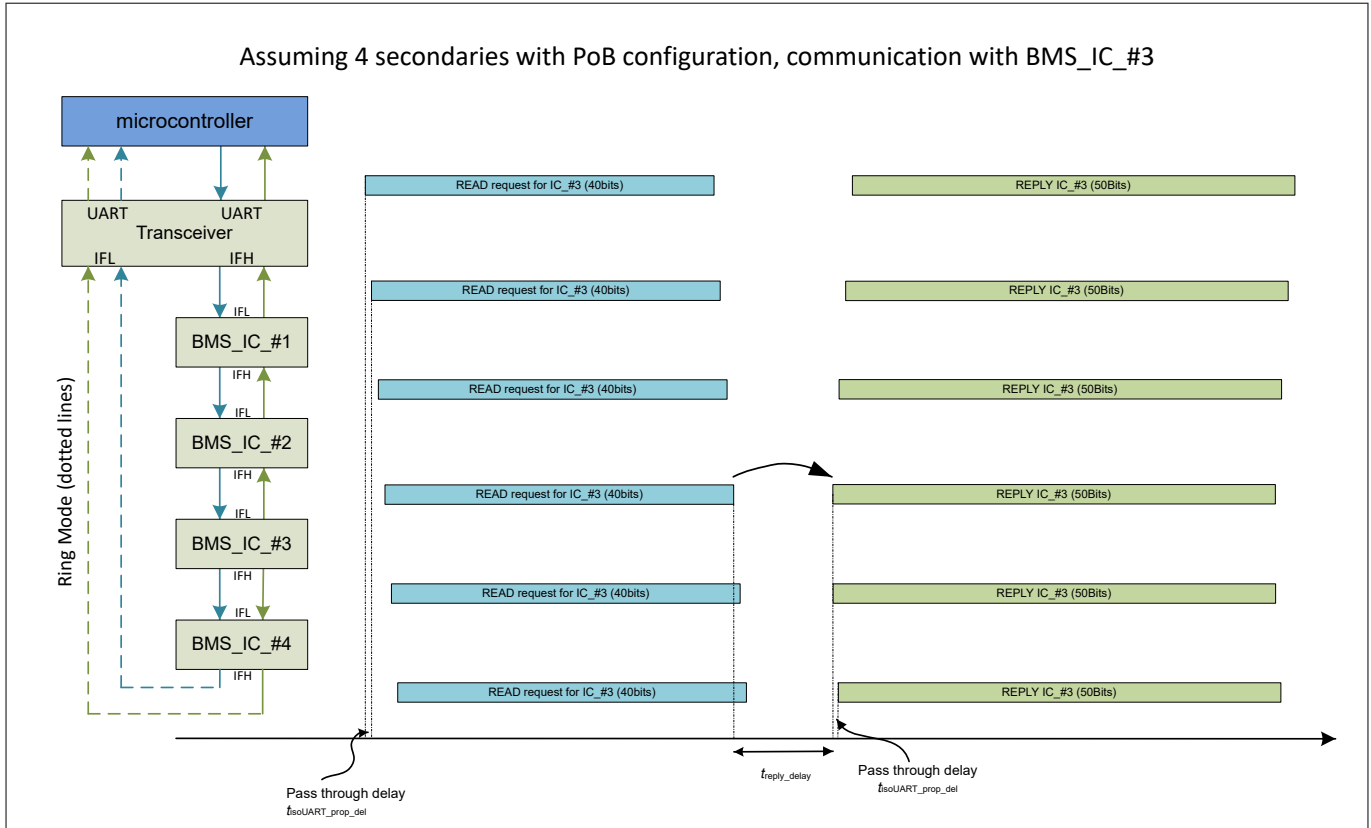 Assuming 4 secondaries with PoB configuration, communication with BMS_IC_#3
microcontroller
UART UART
Transceiver
IFL IFH
IFL
BMS_IC_#1
IFH
IFL
BMS_IC_#2
IFH
IFL
BMS_IC_#3
IFH
IFL
BMS_IC_#4
IFH
Ring Mode (dotted lines)
READ request for IC_#3 (40bits) REPLY IC_#3 (50Bits)
READ request for IC_#3 (40bits) REPLY IC_#3 (50Bits)
READ request for IC_#3 (40bits) REPLY IC_#3 (50Bits)
READ request for IC_#3 (40bits) REPLY IC_#3 (50Bits)
READ request for IC_#3 (40bits) REPLY IC_#3 (50Bits)
READ request for IC_#3 (40bits) REPLY IC_#3 (50Bits)
Pass through delay
tisoUART_prop_del
treply_delay
Pass through delay
tisoUART_prop_del